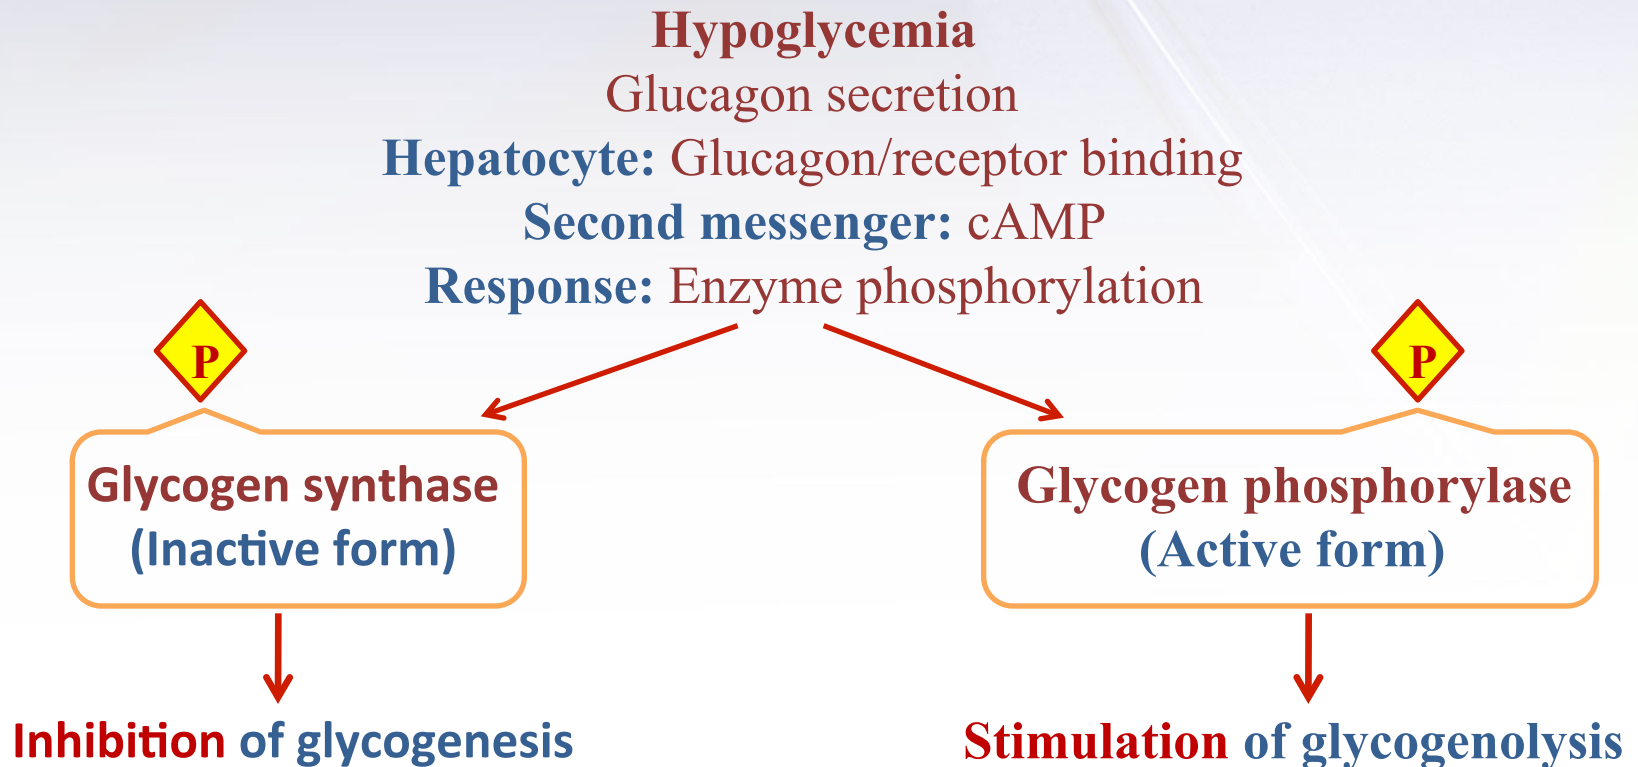 Hypoglycemia
Glucagon secretion
Hepatocyte: Glucagon/receptor binding
Second messenger: cAMP
Response: Enzyme phosphorylation
P
P
Glycogen synthase
(Inactive form)
Glycogen phosphorylase
(Active form)
Inhibition of glycogenesis
Stimulation of glycogenolysis